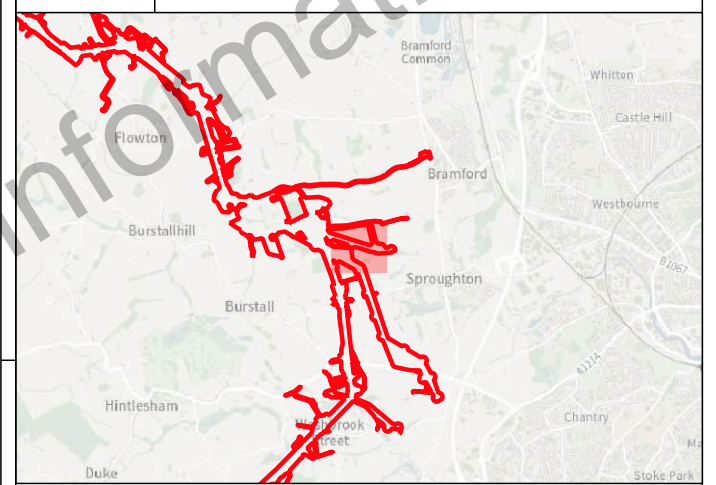 Bramford
Common
Whitton
Castle Hill
Flowton
Bramford
Westbourne
Burstallhill
B1067
Sproughton
Burstall
A1214
Hintlesham
Chantry
Washbrook
Street
Duke
Stoke Park
Informati